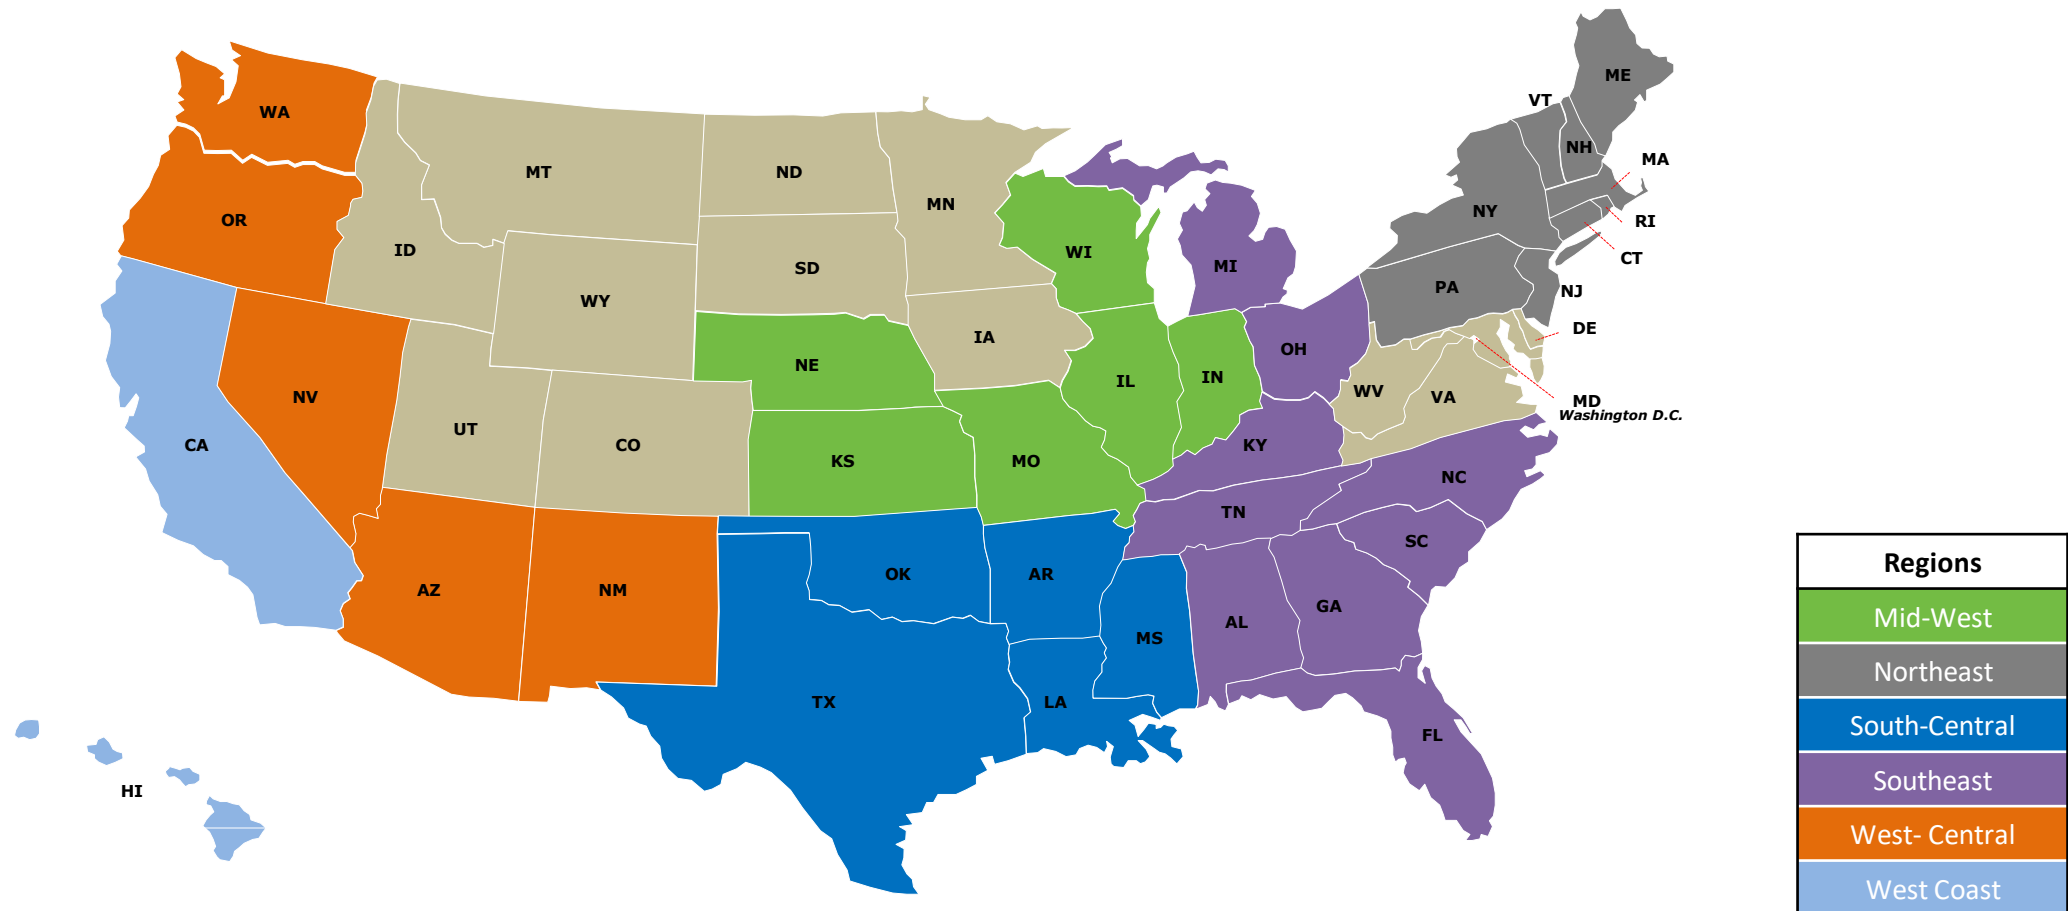 ME
VT
WA
NH
MA
MT
ND
MN
NY
OR
RI
ID
WI
CT
SD
MI
PA
NJ
WY
DE
IA
OH
NE
IL
IN
WV
VA
NV
MD
Washington D.C.
UT
CO
CA
KS
MO
KY
NC
TN
SC
OK
AR
AZ
NM
GA
AL
MS
TX
LA
FL
HI
Regions
Mid-West
Northeast
South-Central
Southeast
West- Central
West Coast